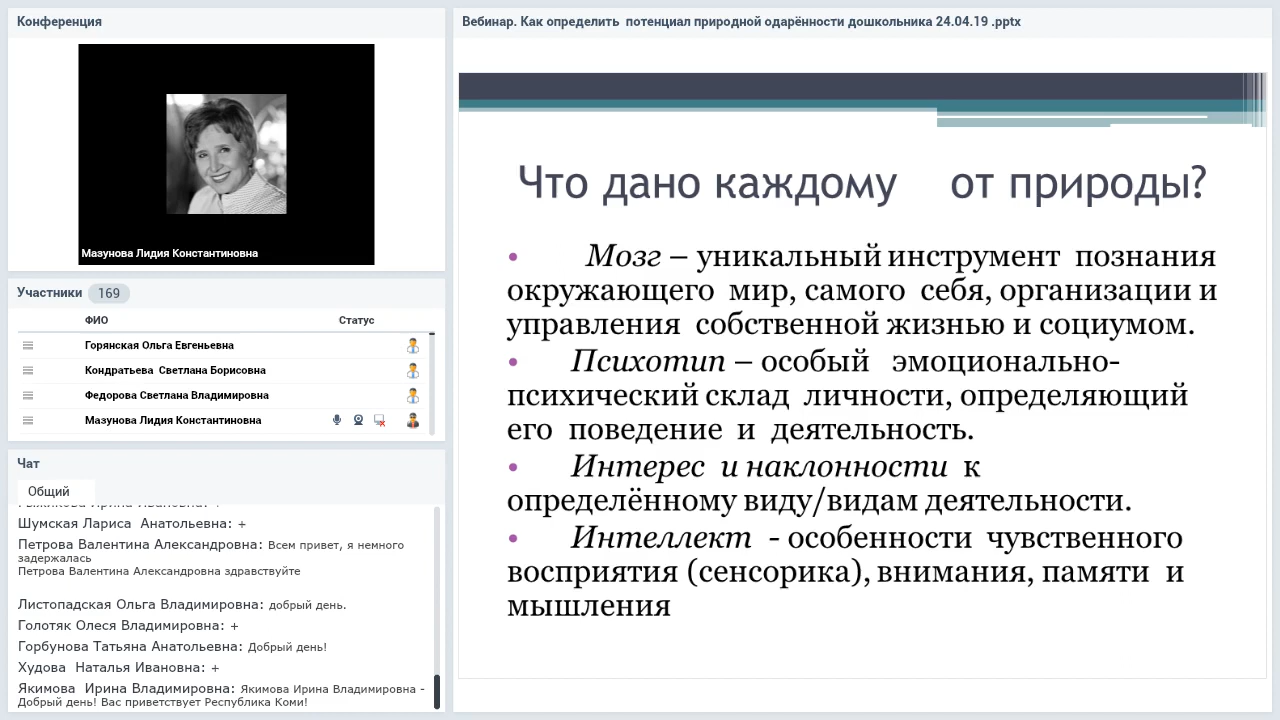 Конференция
Мазунова Лидия Константиновна
Участники 169
ФИО Статус
Горянская Ольга Евгеньевна
Кондратьева Светлана Борисовна
Федорова Светлана Владимировна
Мазунова Лидия Константиновна
Чат
Общий
Шумская Лариса Анатольевна: +
Петрова Валентина Александровна: Всем привет, я немного
задержалась
Петрова Валентина Александровна здравствуйте
Листопадская Ольга Владимировна: добрый день.
Голотяк Олеся Владимировна: +
Горбунова Татьяна Анатольевна: Добрый день!
Худова Наталья Ивановна: +
Якимова Ирина Владимировна: Якимова Ирина Владимировна -
Добрый день! Вас приветствует Республика Коми!
Вебинар. Как определить потенциал природной одарённости дошкольника 24.04.19 .pptx
Что дано каждому от природы?
• Мозг – уникальный инструмент познания
окружающего мир, самого себя, организации и
управления собственной жизнью и социумом.
• Психотип – особый эмоционально-
психический склад личности, определяющий
его поведение и деятельность.
• Интерес и наклонности к
определённому виду/видам деятельности.
• Интеллект - особенности чувственного
восприятия (сенсорика), внимания, памяти и
мышления